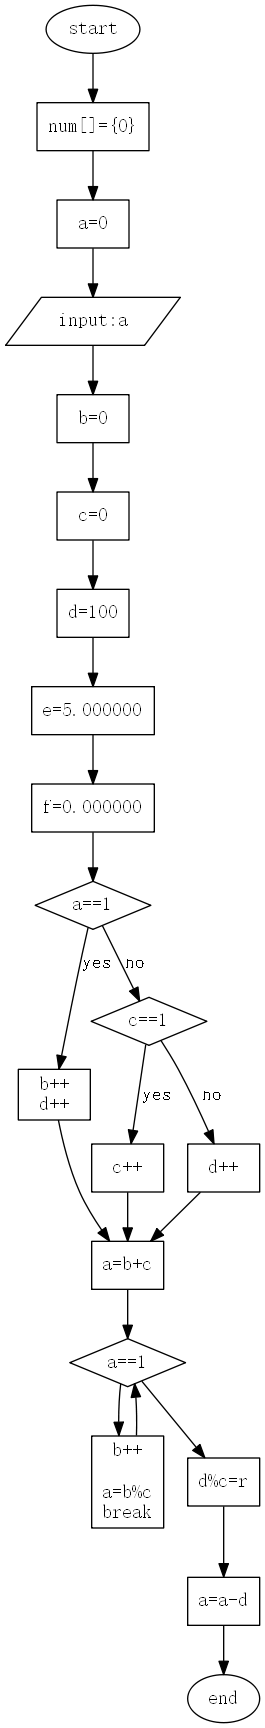 start
num[]={0}
a=0
input:a
b=0
c=0
d=100
e=5.000000
f=0.000000
a==1
yes
no
b++
d++
c==1
yes
no
c++
d++
a=b+c
a==1
b++
a=b%c
break
d%c=r
a=a-d
end